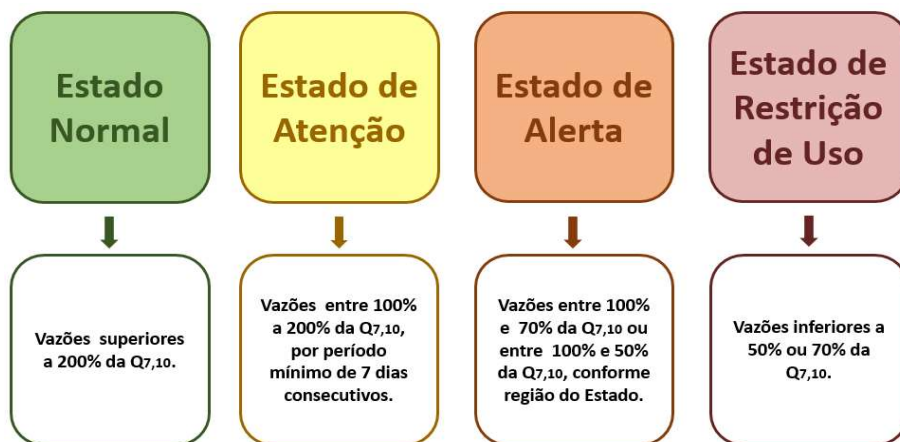 Estado
Normal
Estado de
Atenção
Estado de
Alerta
Estado de
Restrição
de Uso
Vazões superiores
a 200% da Q7,10.
Vazões entre 100%
a 200% da Q7,10,
por período
mínimo de 7 dias
consecutivos.
Vazões entre 100%
e 70% da Q7,10 ou
entre 100% e 50%
da Q7,10, conforme
região do Estado.
Vazões inferiores a
50% ou 70% da
Q7,10.